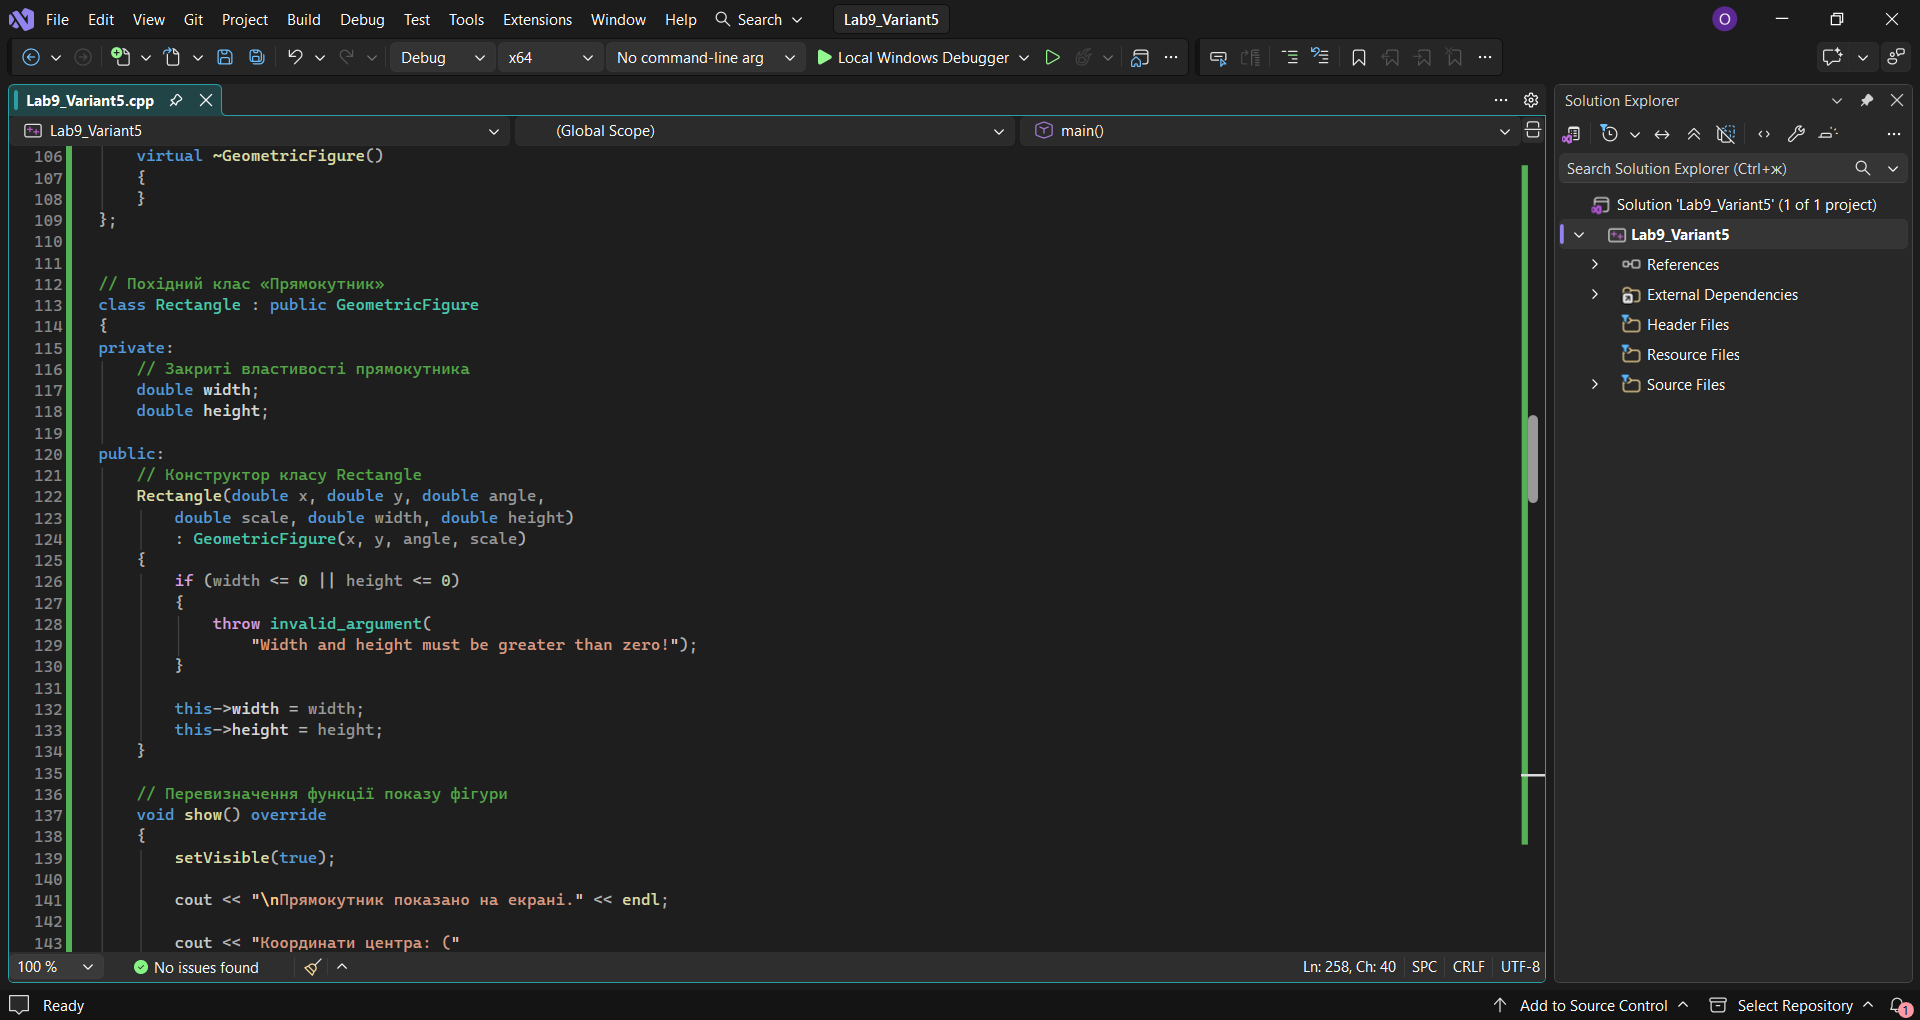 File Edit View Git Project Build Debug Test Tools Extensions Window Help Search Lab9_Variant5 O
Debug x64 No command-line arg Local Windows Debugger
Lab9_Variant5.cpp
Lab9_Variant5 (Global Scope) main()
106 virtual ~GeometricFigure()
107 {
108 }
109 };
110
111
112 // Похідний клас «Прямокутник»
113 class Rectangle : public GeometricFigure
114 {
115 private:
116 // Закриті властивості прямокутника
117 double width;
118 double height;
119
120 public:
121 // Конструктор класу Rectangle
122 Rectangle(double x, double y, double angle,
123 double scale, double width, double height)
124 : GeometricFigure(x, y, angle, scale)
125 {
126 if (width <= 0 || height <= 0)
127 {
128 throw invalid_argument(
129 "Width and height must be greater than zero!");
130 }
131
132 this->width = width;
133 this->height = height;
134 }
135
136 // Перевизначення функції показу фігури
137 void show() override
138 {
139 setVisible(true);
140
141 cout << "\nПрямокутник показано на екрані." << endl;
142
143 cout << "Координати центра: ("
100 % No issues found Ln: 258, Ch: 40 SPC CRLF UTF-8
Solution Explorer
Search Solution Explorer (Ctrl+ж)
Solution 'Lab9_Variant5' (1 of 1 project)
Lab9_Variant5
References
External Dependencies
Header Files
Resource Files
Source Files
Ready Add to Source Control Select Repository 1